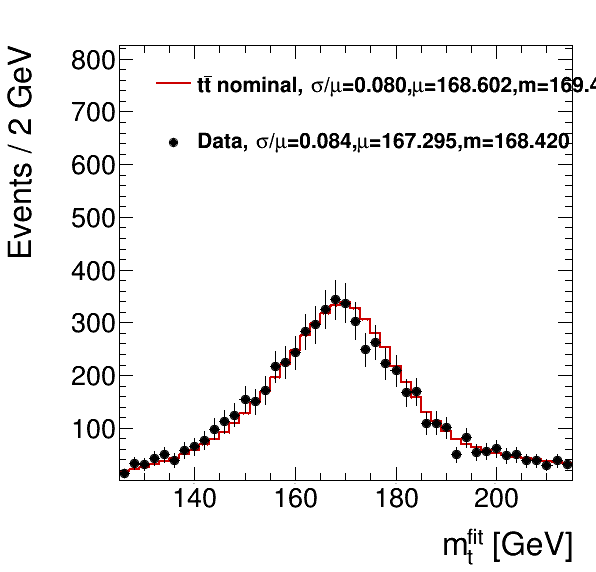 Events / 2 GeV
800
700
600
500
400
300
200
100
tt̄ nominal, σ/μ=0.080,μ=168.602,m=169.4
Data, σ/μ=0.084,μ=167.295,m=168.420
140 160 180 200
m_t^fit [GeV]